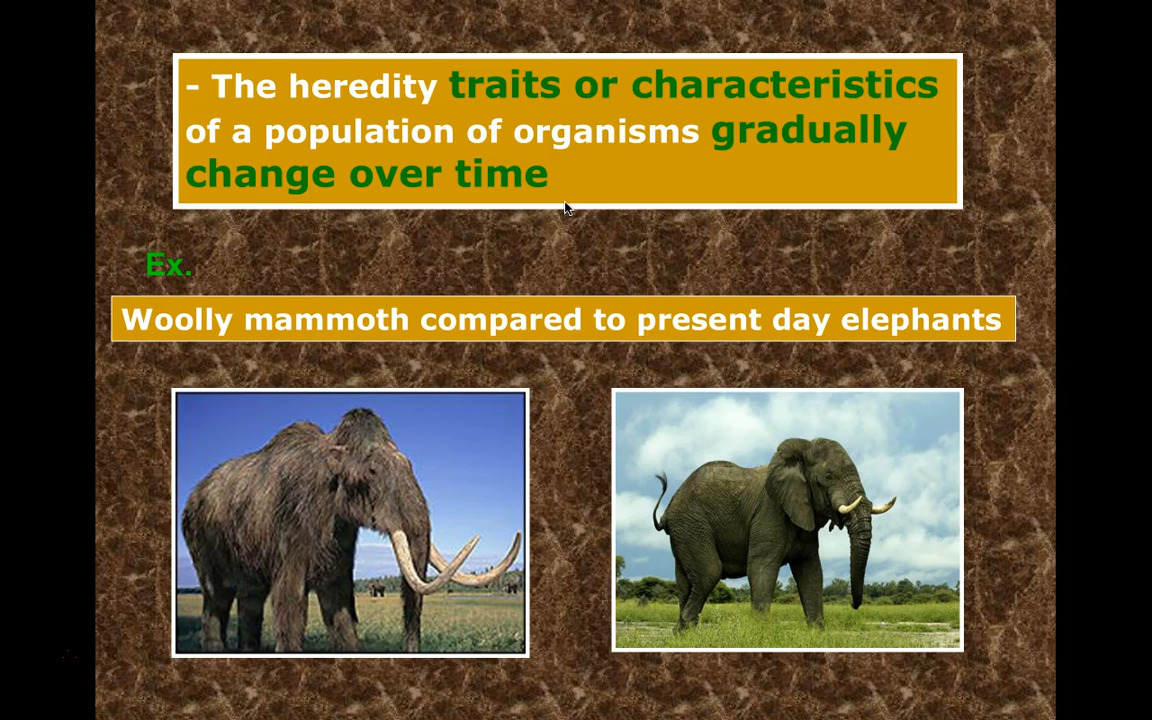 - The heredity traits or characteristics
of a population of organisms gradually
change over time
Ex.
Woolly mammoth compared to present day elephants